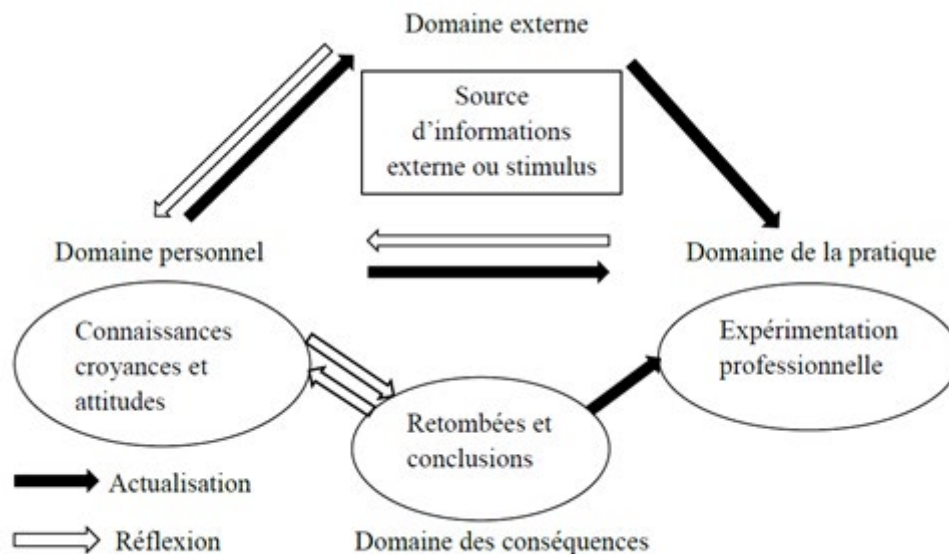 Domaine externe
Source
d’informations
externe ou stimulus
Domaine personnel
Domaine de la pratique
Connaissances
croyances et
attitudes
Expérimentation
professionnelle
Retombées et
conclusions
Actualisation
Réflexion
Domaine des conséquences